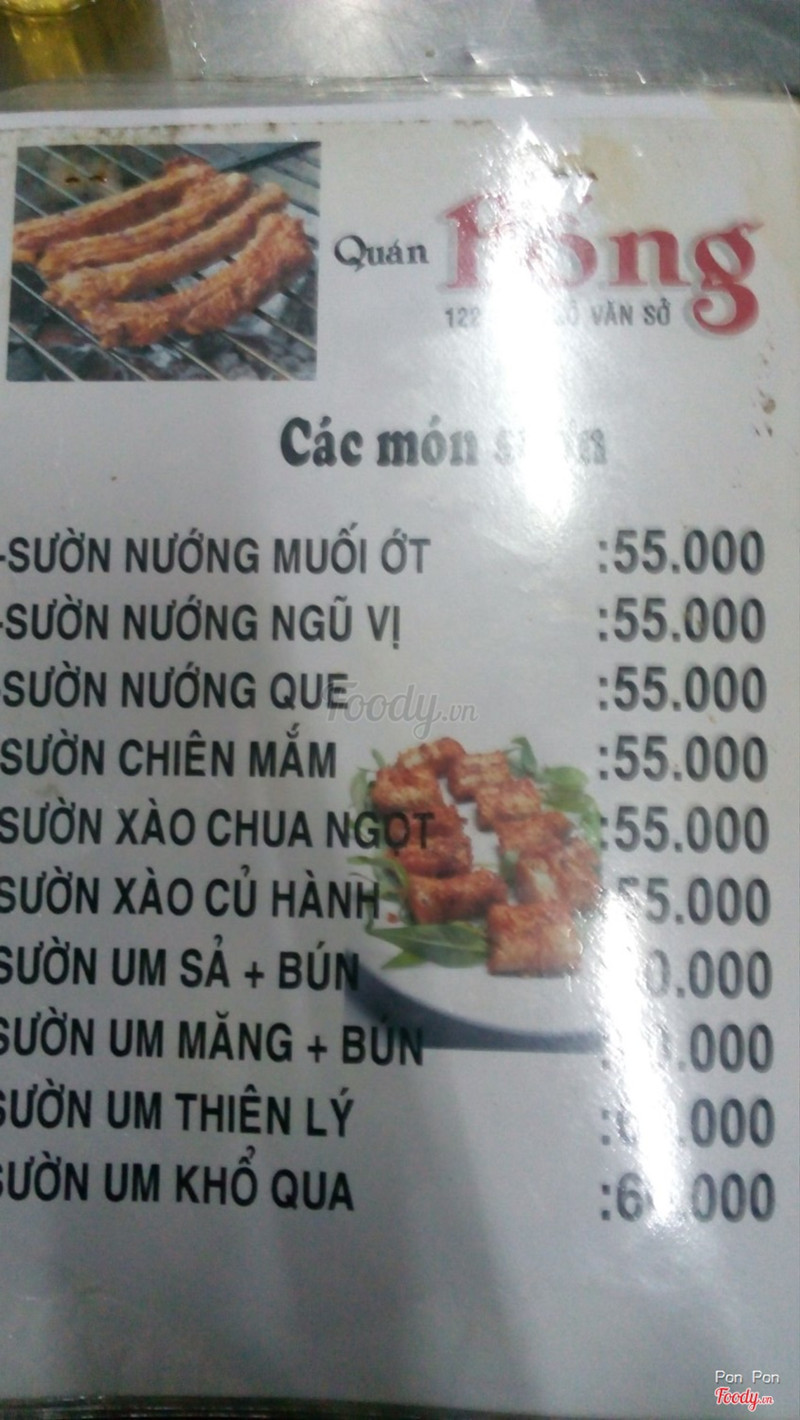 Quán
122 VĂN SỞ
Các món
-SƯỜN NƯỚNG MUỐI ỚT :55.000
-SƯỜN NƯỚNG NGŨ VỊ :55.000
-SƯỜN NƯỚNG QUE :55.000
SƯỜN CHIÊN MẮM :55.000
SƯỜN XÀO CHUA NGỌT :55.000
SƯỜN XÀO CỦ HÀNH
SƯỜN UM SẢ + BÚN
SƯỜN UM MĂNG + BÚN
SƯỜN UM THIÊN LÝ
SƯỜN UM KHỔ QUA
Foody.vn
Pon Pon
Foody.vn